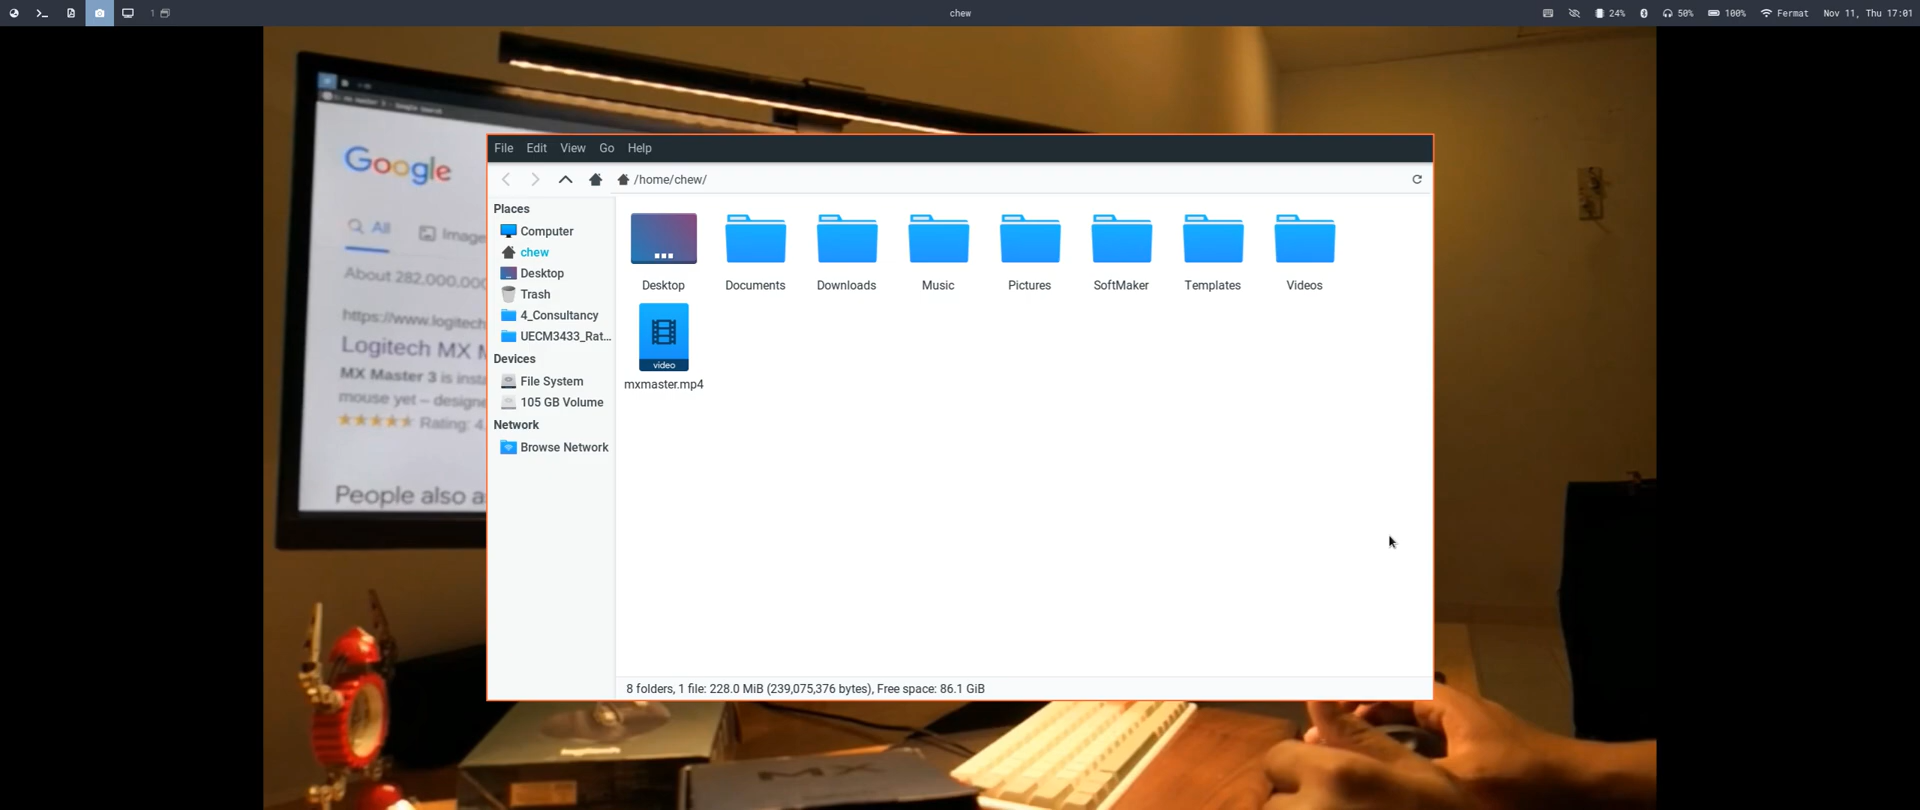 1
chew
24%
50%
100%
Fermat
Nov 11, Thu 17:01
File Edit View Go Help
/home/chew/
Places
Computer
chew
Desktop
Trash
4_Consultancy
UECM3433_Rat...
Devices
File System
105 GB Volume
Network
Browse Network
Desktop Documents Downloads Music Pictures SoftMaker Templates Videos
video
mxmaster.mp4
8 folders, 1 file: 228.0 MiB (239,075,376 bytes), Free space: 86.1 GiB
Google
All Image
About 282.000.000
https://www.logitech
Logitech MX M
MX Master 3 is
mouse yet – designe
Rating: 4
People also a
MX